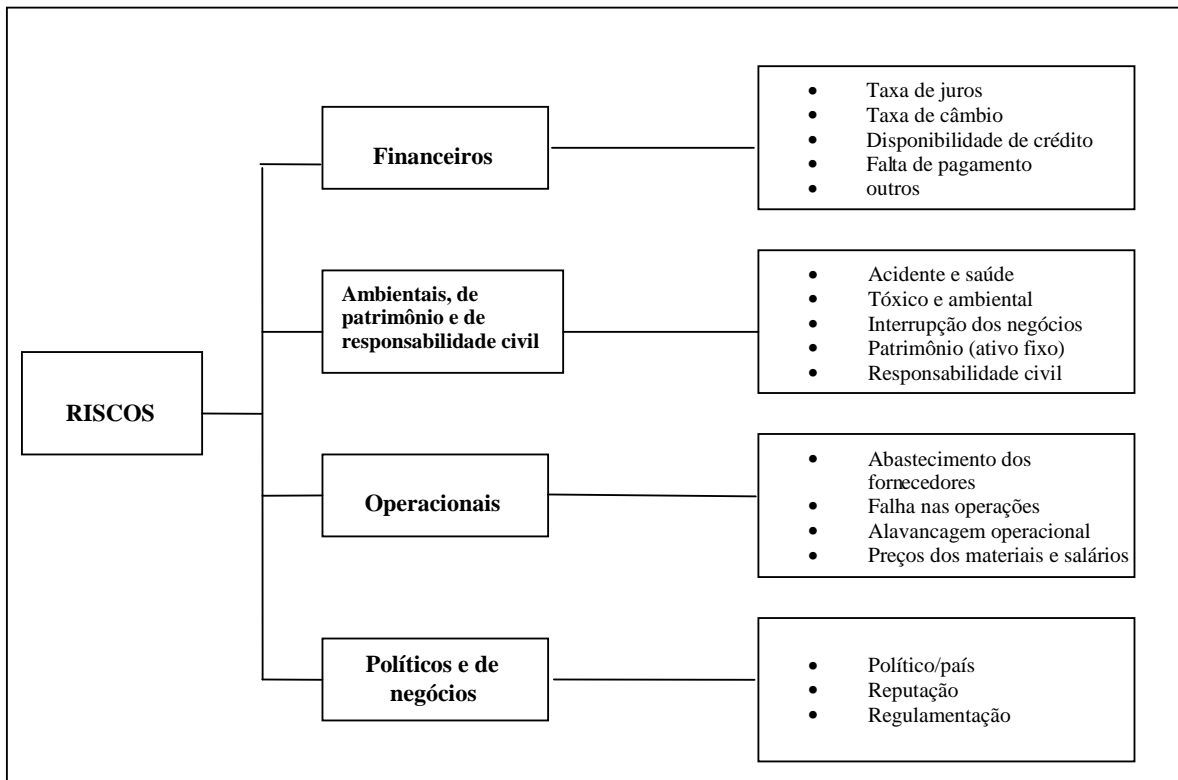 RISCOS
Financeiros
• Taxa de juros
• Taxa de câmbio
• Disponibilidade de crédito
• Falta de pagamento
• outros
Ambientais, de
patrimônio e de
responsabilidade civil
• Acidente e saúde
• Tóxico e ambiental
• Interrupção dos negócios
• Patrimônio (ativo fixo)
• Responsabilidade civil
Operacionais
• Abastecimento dos
fornecedores
• Falha nas operações
• Alavancagem operacional
• Preços dos materiais e salários
Políticos e de
negócios
• Político/país
• Reputação
• Regulamentação